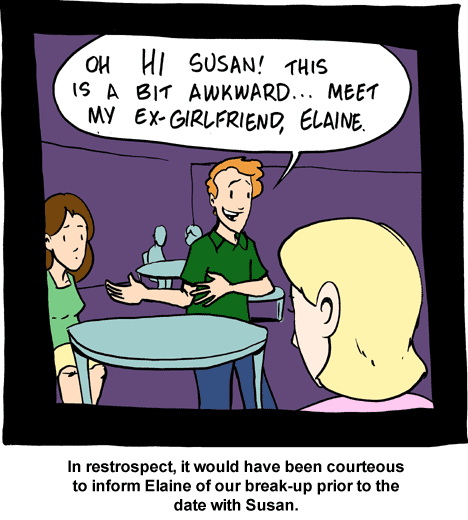 OH HI SUSAN! THIS
IS A BIT AWKWARD... MEET
MY EX-GIRLFRIEND, ELAINE.
In restrospect, it would have been courteous
to inform Elaine of our break-up prior to the
date with Susan.